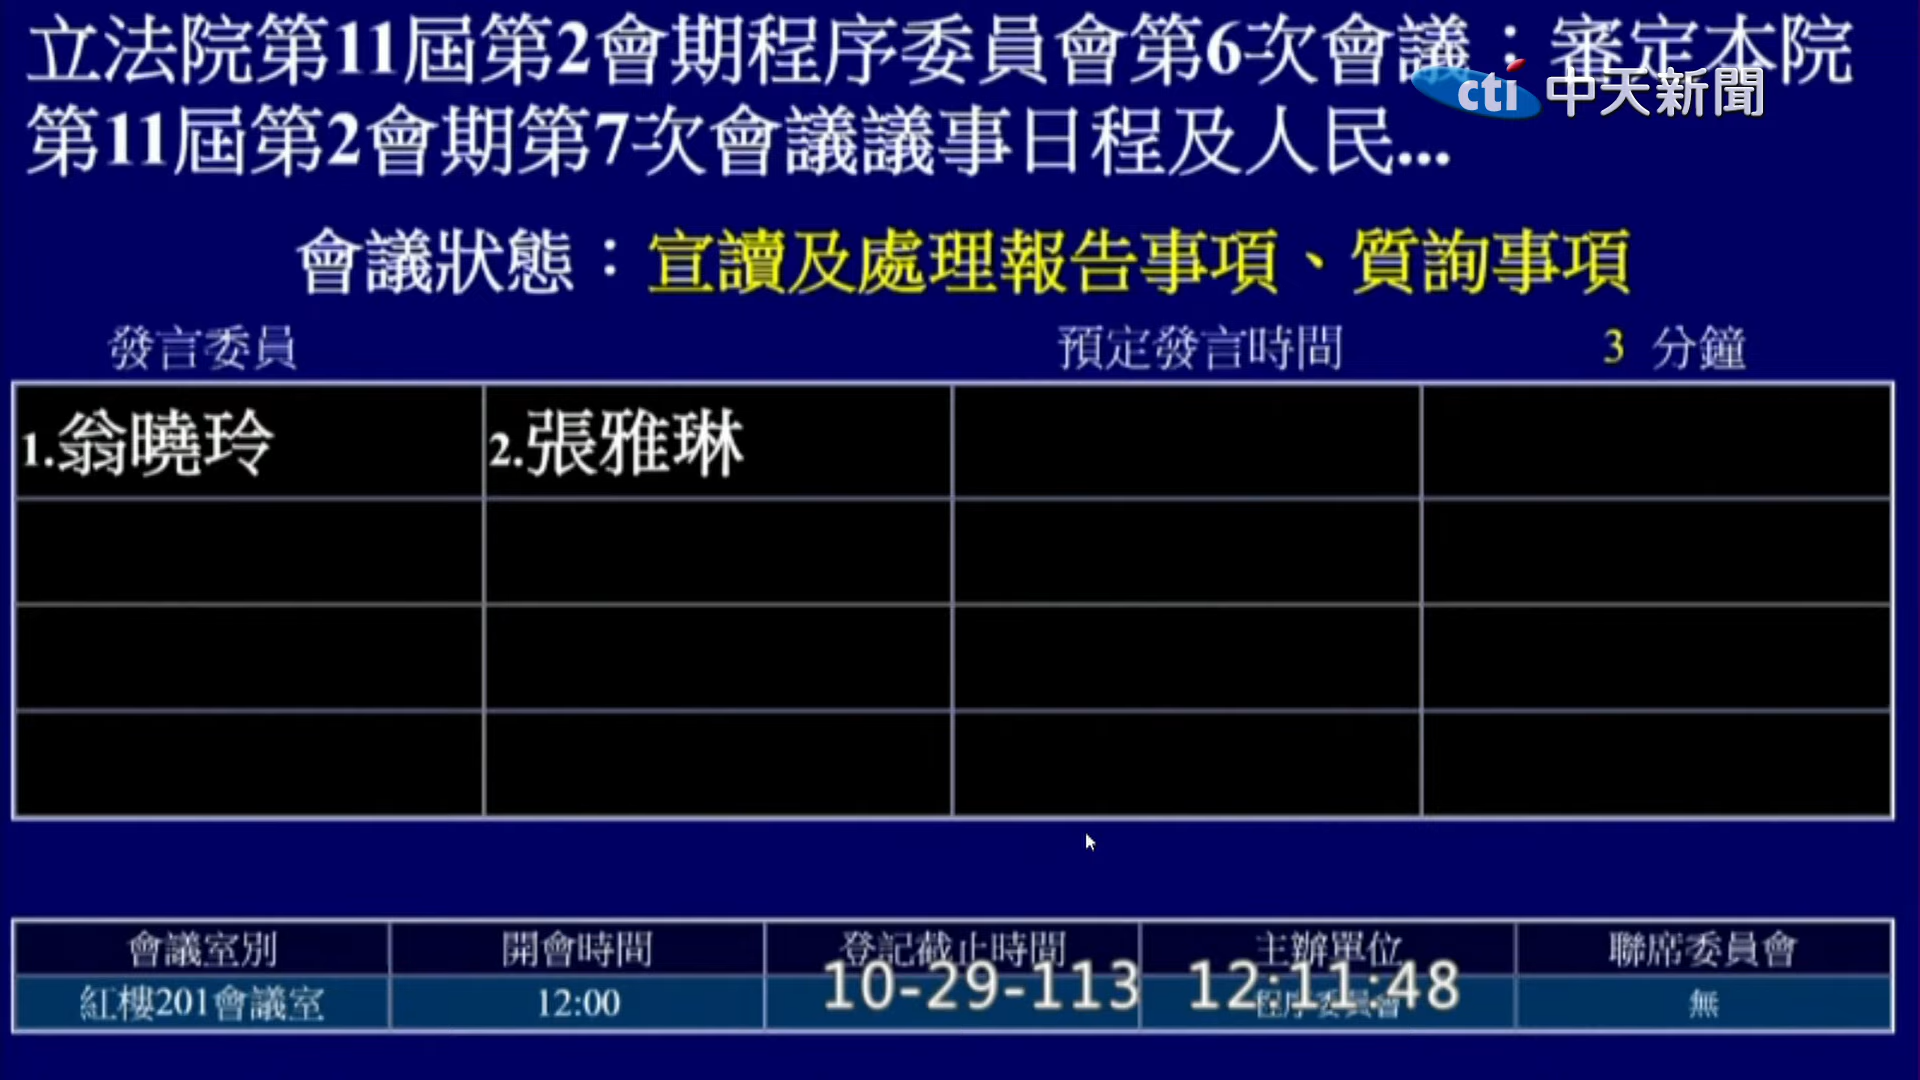 立法院第11屆第2會期程序委員會第6次會議：審定本院
第11屆第2會期第7次會議議事日程及人民...
cti 中天新聞
會議狀態：宣讀及處理報告事項、質詢事項
發言委員 預定發言時間 3 分鐘
1.翁曉玲 2.張雅琳
會議室別 開會時間 登記截止時間 主辦單位 聯席委員會
10-29-113 12:11:48
紅樓201會議室 12:00 程序委員會 無